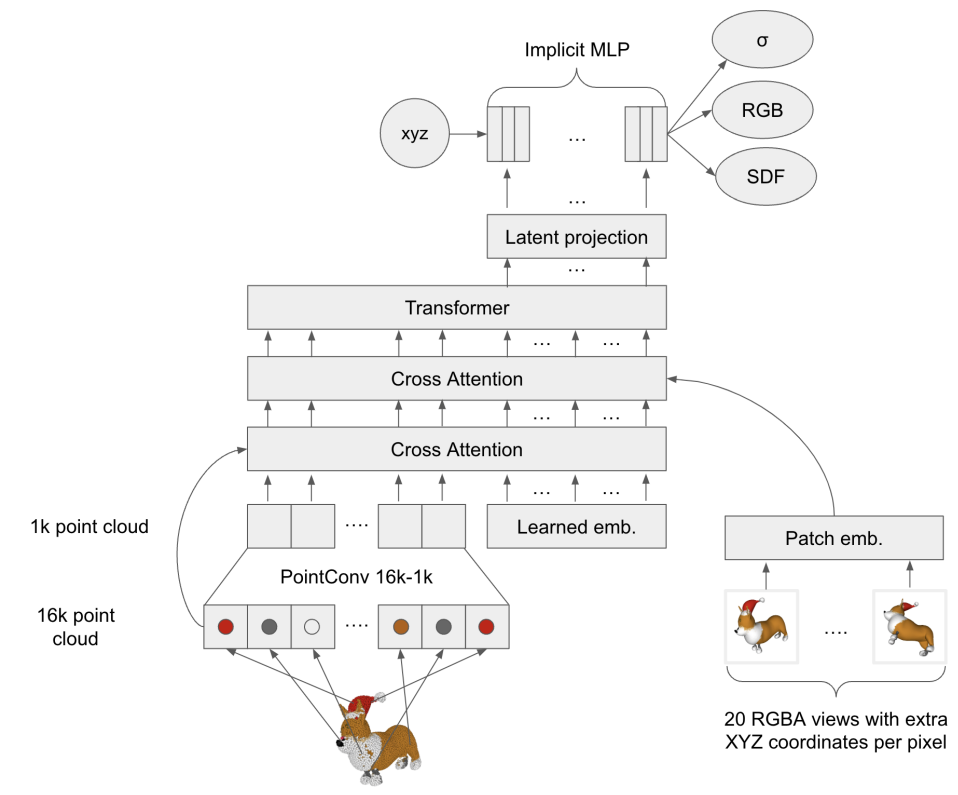 Implicit MLP
σ
xyz
...
RGB
SDF
...
Latent projection
...
Transformer
... ...
Cross Attention
... ...
Cross Attention
... ...
1k point cloud
....
Learned emb.
Patch emb.
PointConv 16k-1k
16k point
cloud
....
....
20 RGBA views with extra
XYZ coordinates per pixel